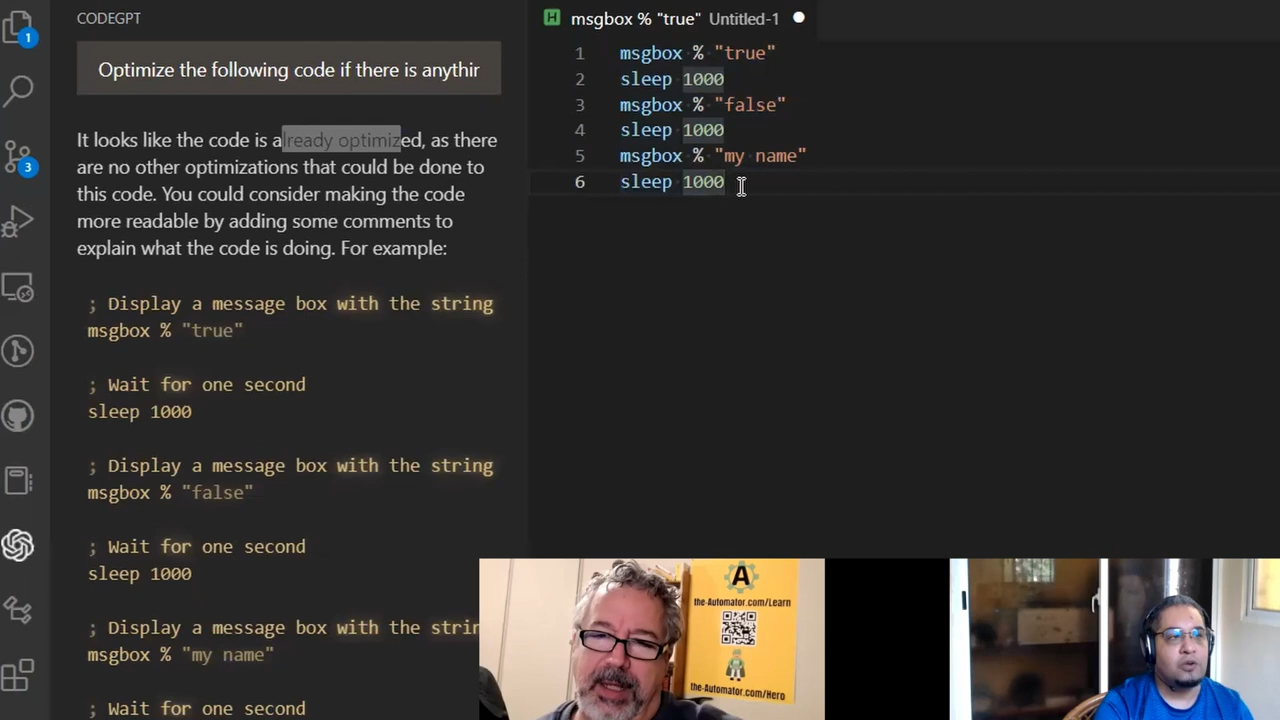 CODEGPT
Optimize the following code if there is anythir
It looks like the code is already optimized, as there
are no other optimizations that could be done to
this code. You could consider making the code
more readable by adding some comments to
explain what the code is doing. For example:
; Display a message box with the string
msgbox % "true"
; Wait for one second
sleep 1000
; Display a message box with the string
msgbox % "false"
; Wait for one second
sleep 1000
; Display a message box with the strin
msgbox % "my name"
; Wait for one second
1
3
msgbox % "true" Untitled-1
1 msgbox % "true"
2 sleep 1000
3 msgbox % "false"
4 sleep 1000
5 msgbox % "my name"
6 sleep 1000
A
the-Automator.com/Learn
the-Automator.com/Hero